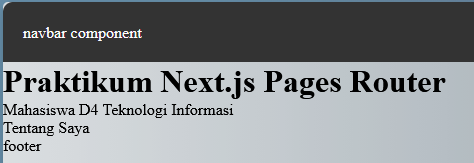 navbar component
Praktikum Next.js Pages Router
Mahasiswa D4 Teknologi Informasi
Tentang Saya
footer